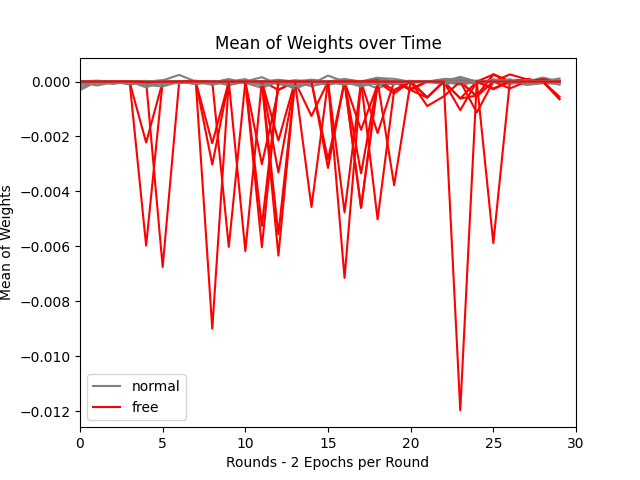 Mean of Weights over Time
Mean of Weights
0.000
−0.002
−0.004
−0.006
−0.008
−0.010
−0.012
normal
free
0
5
10
15
20
25
30
Rounds - 2 Epochs per Round